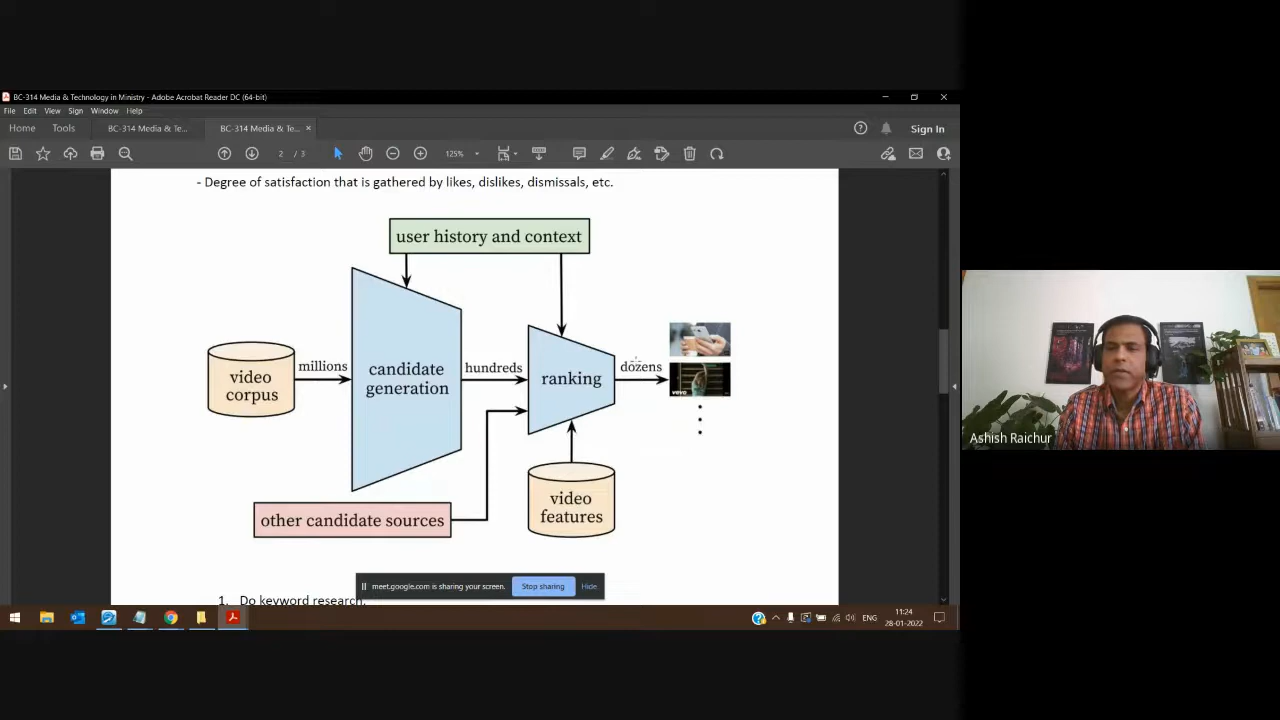 BC-314 Media & Technology in Ministry - Adobe Acrobat Reader DC (64-bit)
File Edit View Sign Window Help
Home Tools BC-314 Media & Te... BC-314 Media & Te... ×
Sign In
2 / 3 125%
- Degree of satisfaction that is gathered by likes, dislikes, dismissals, etc.
user history and context
video
corpus
millions
candidate
generation
hundreds
ranking
dozens
vevo
other candidate sources
video
features
Ashish Raichur
meet.google.com is sharing your screen. Stop sharing Hide
1. Do keyword research.
ENG
11:24
28-01-2022